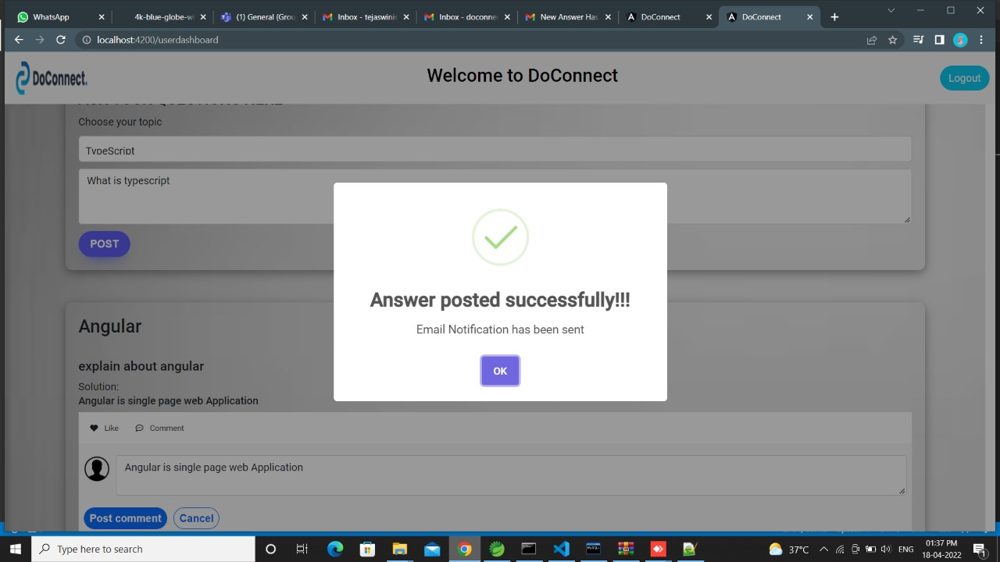 WhatsApp
4k-blue-globe-w
(1) General (Grou
Inbox - tejaswinis
Inbox - doconne
New Answer Has
DoConnect
DoConnect
localhost:4200/userdashboard
DoConnect.
Welcome to DoConnect
Logout
Choose your topic
TypeScript
What is typescript
POST
Answer posted successfully!!!
Email Notification has been sent
OK
Angular
explain about angular
Solution:
Angular is single page web Application
Like Comment
Angular is single page web Application
Post comment Cancel
Type here to search
37°C
ENG
01:37 PM
18-04-2022
1